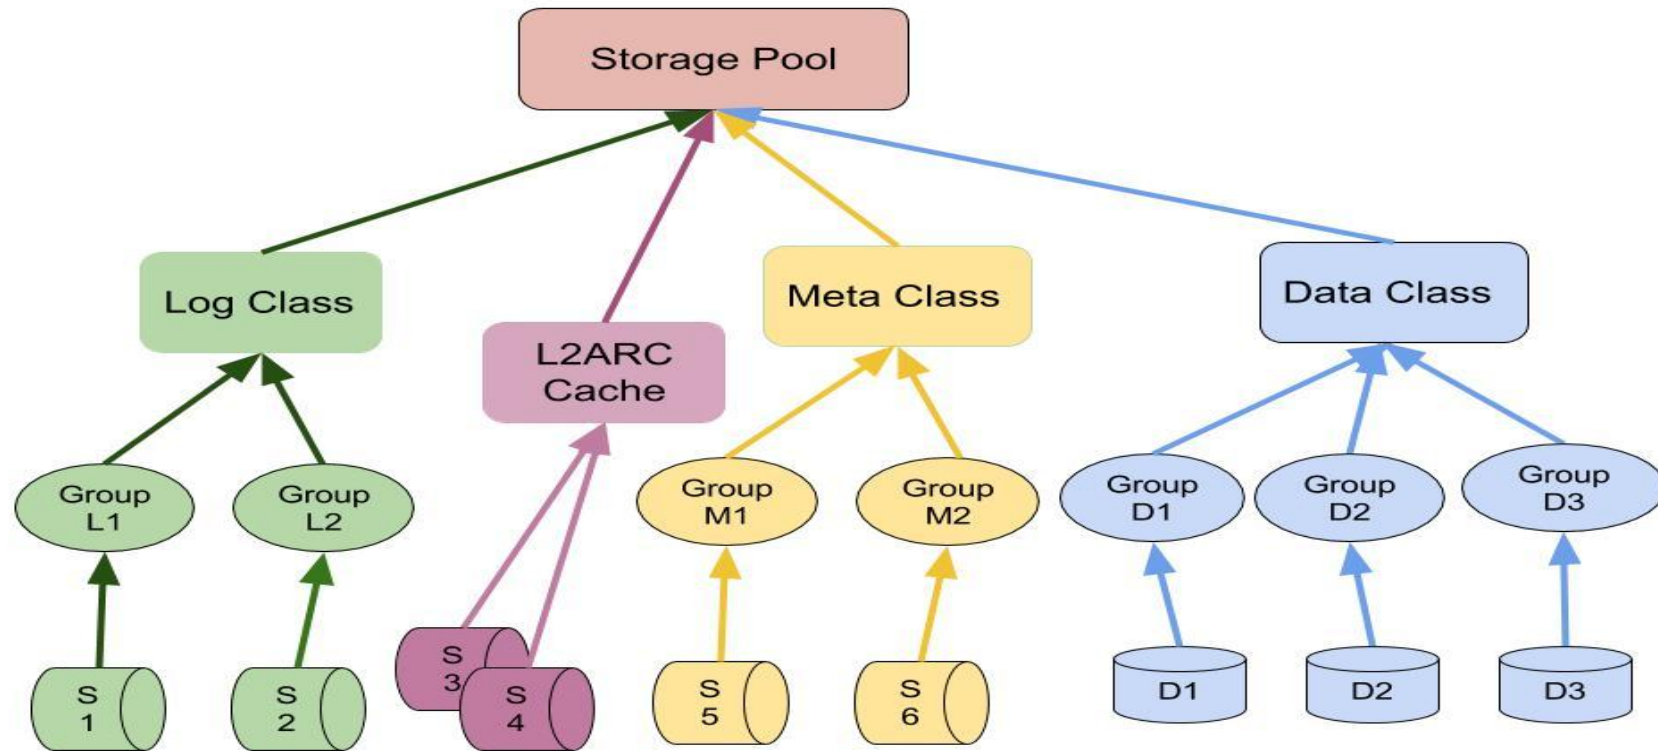 Storage Pool
Log Class
L2ARC
Cache
Meta Class
Data Class
Group
L1
Group
L2
Group
M1
Group
M2
Group
D1
Group
D2
Group
D3
S
1
S
2
S
3
S
4
S
5
S
6
D1
D2
D3